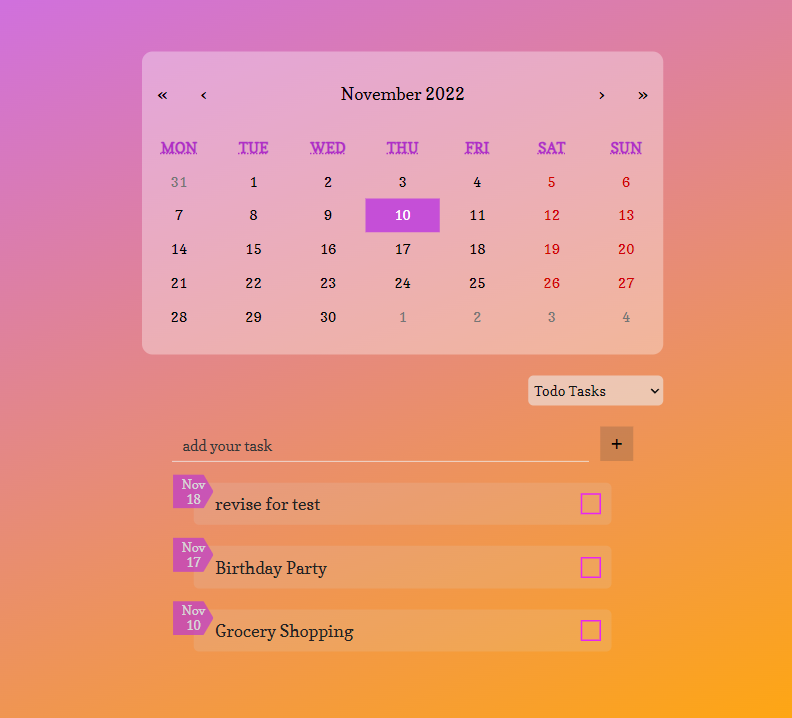 « ‹ November 2022 › »
MON TUE WED THU FRI SAT SUN
31 1 2 3 4 5 6
7 8 9 10 11 12 13
14 15 16 17 18 19 20
21 22 23 24 25 26 27
28 29 30 1 2 3 4
Todo Tasks
add your task +
Nov
18
revise for test
Nov
17
Birthday Party
Nov
10
Grocery Shopping